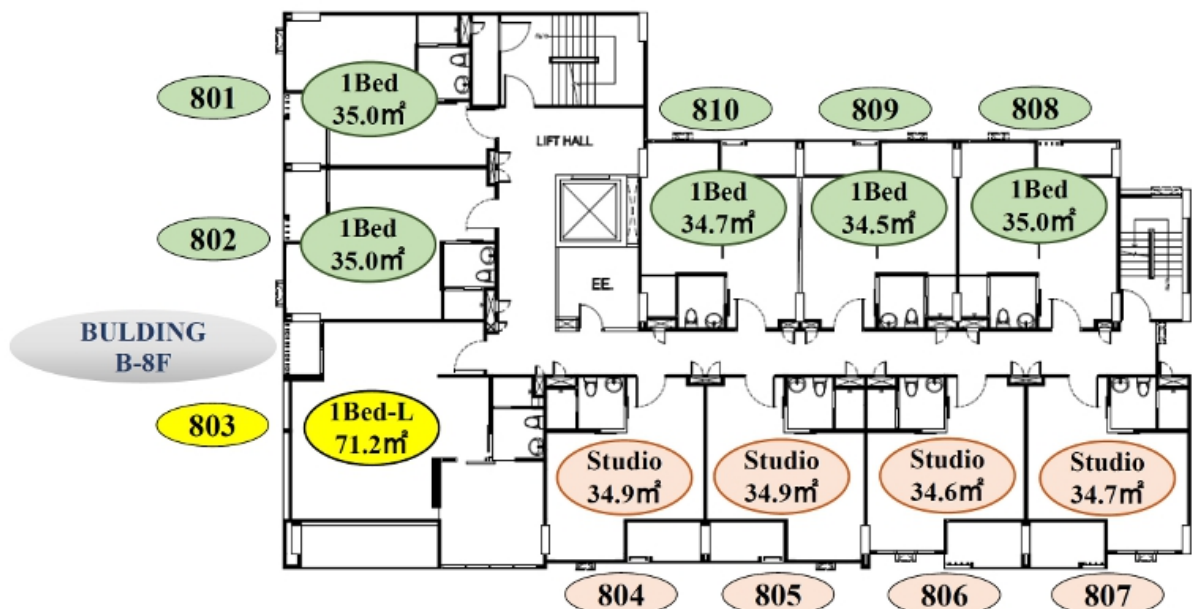 801
1Bed
35.0㎡
LIFT HALL
810
809
808
1Bed
34.7㎡
1Bed
34.5㎡
1Bed
35.0㎡
802
1Bed
35.0㎡
EE.
BULDING
B-8F
803
1Bed-L
71.2㎡
Studio
34.9㎡
Studio
34.9㎡
Studio
34.6㎡
Studio
34.7㎡
804
805
806
807